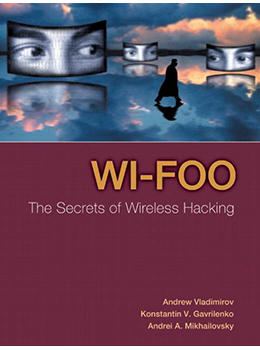 WI-FOO
The Secrets of Wireless Hacking
Andrew Vladimirov
Konstantin V. Gavrilenko
Andrei A. Mikhailovsky